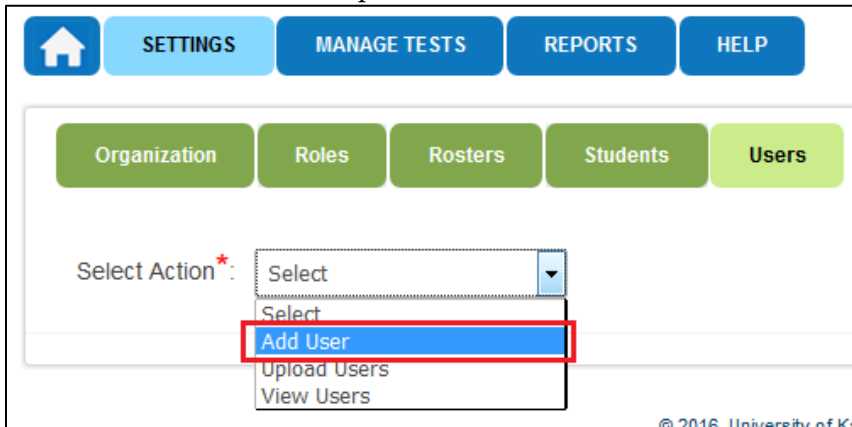 SETTINGS MANAGE TESTS REPORTS HELP
Organization Roles Rosters Students Users
Select Action*: Select
Select
Add User
Upload Users
View Users
© 2016 University of